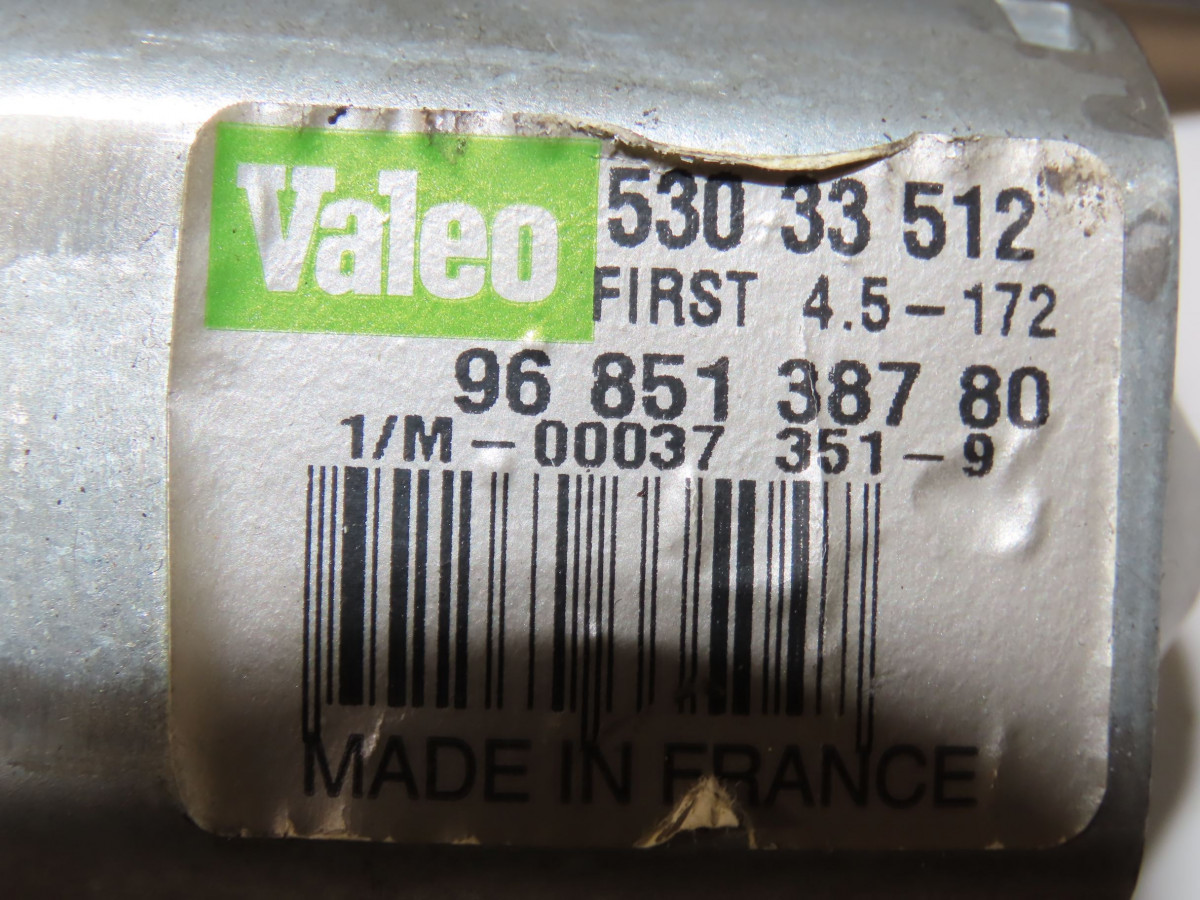 Valeo
530 33 512
FIRST 4.5-172
96 851 387 80
1/M-00037 351-9
MADE IN FRANCE